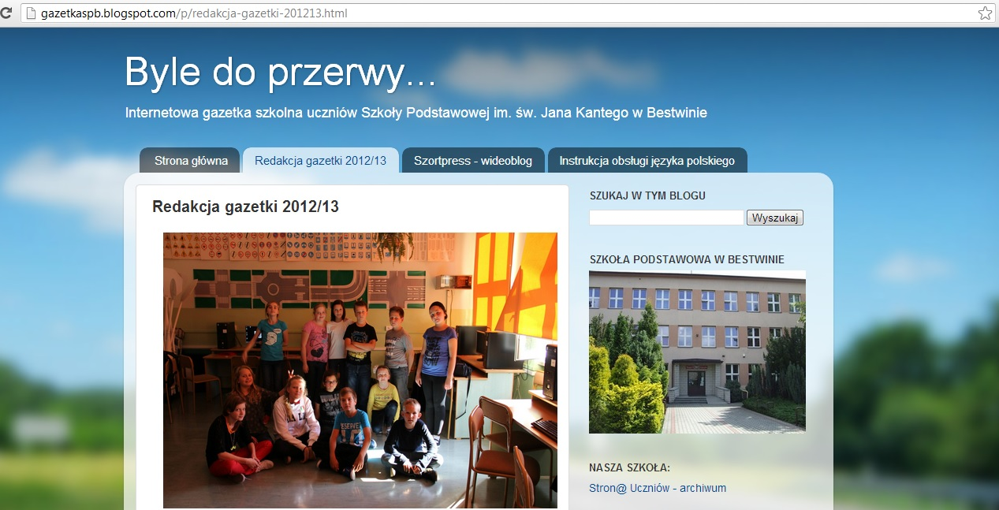 gazetkaspb.blogspot.com/p/redakcja-gazetki-201213.html
Byle do przerwy...
Internetowa gazetka szkolna uczniów Szkoły Podstawowej im. św. Jana Kantego w Bestwinie
Strona główna
Redakcja gazetki 2012/13
Szortpress - wideoblog
Instrukcja obsługi języka polskiego
Redakcja gazetki 2012/13
SZUKAJ W TYM BLOGU
Wyszukaj
SZKOŁA PODSTAWOWA W BESTWINIE
NASZA SZKOŁA:
Stron@ Uczniów - archiwum